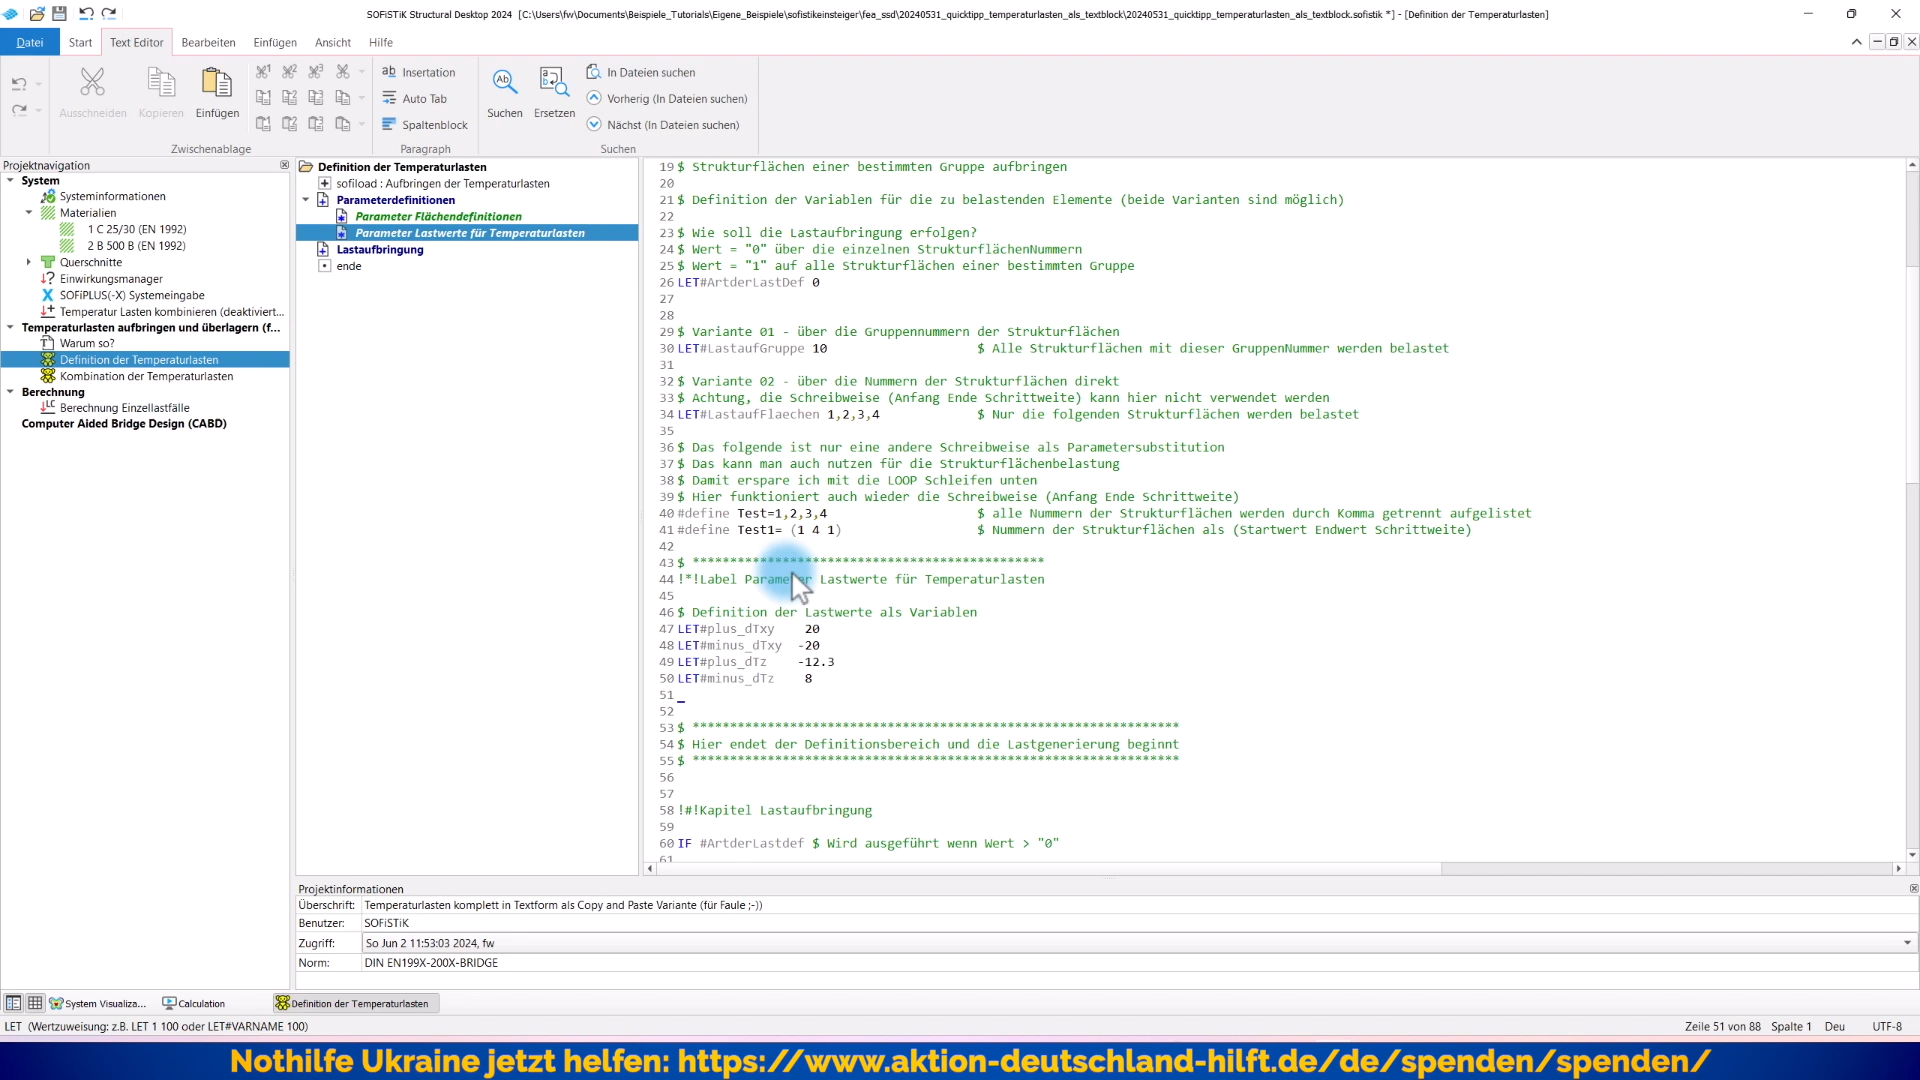 SOFiSTiK Structural Desktop 2024 [C:\Users\fw\Documents\Beispiele_Tutorials\Eigene_Beispiele\sofistikeinsteiger\fea_ssd\20240531_quicktipp_temperaturlasten_als_textblock\20240531_quicktipp_temperaturlasten_als_textblock.sofistik *] - [Definition der Temperaturlasten]
Datei Start Text Editor Bearbeiten Einfügen Ansicht Hilfe
Ausschneiden Kopieren Einfügen
Zwischenablage
ab Insertation
Auto Tab
Spaltenblock
Paragraph
Suchen Ersetzen
In Dateien suchen
Vorherig (In Dateien suchen)
Nächst (In Dateien suchen)
Suchen
Projektnavigation
System
Systeminformationen
Materialien
1 C 25/30 (EN 1992)
2 B 500 B (EN 1992)
Querschnitte
Einwirkungsmanager
SOFiPLUS(-X) Systemeingabe
Temperatur Lasten kombinieren (deaktiviert...
Temperaturlasten aufbringen und überlagern (f...
Warum so?
Definition der Temperaturlasten
Kombination der Temperaturlasten
Berechnung
Berechnung Einzellastfälle
Computer Aided Bridge Design (CABD)
Definition der Temperaturlasten
sofiload : Aufbringen der Temperaturlasten
Parameterdefinitionen
Parameter Flächendefinitionen
Parameter Lastwerte für Temperaturlasten
Lastaufbringung
ende
19 $ Strukturflächen einer bestimmten Gruppe aufbringen
20
21 $ Definition der Variablen für die zu belastenden Elemente (beide Varianten sind möglich)
22
23 $ Wie soll die Lastaufbringung erfolgen?
24 $ Wert = "0" über die einzelnen StrukturflächenNummern
25 $ Wert = "1" auf alle Strukturflächen einer bestimmten Gruppe
26 LET#ArtderLastDef 0
27
28
29 $ Variante 01 - über die Gruppennummern der Strukturflächen
30 LET#LastaufGruppe 10 $ Alle Strukturflächen mit dieser GruppenNummer werden belastet
31
32 $ Variante 02 - über die Nummern der Strukturflächen direkt
33 $ Achtung, die Schreibweise (Anfang Ende Schrittweite) kann hier nicht verwendet werden
34 LET#LastaufFlaechen 1,2,3,4 $ Nur die folgenden Strukturflächen werden belastet
35
36 $ Das folgende ist nur eine andere Schreibweise als Parametersubstitution
37 $ Das kann man auch nutzen für die Strukturflächenbelastung
38 $ Damit erspare ich mit die LOOP Schleifen unten
39 $ Hier funktioniert auch wieder die Schreibweise (Anfang Ende Schrittweite)
40 #define Test=1,2,3,4 $ alle Nummern der Strukturflächen werden durch Komma getrennt aufgelistet
41 #define Test1= (1 4 1) $ Nummern der Strukturflächen als (Startwert Endwert Schrittweite)
42
43 $ ***********************************************
44 !*!Label Parameter Lastwerte für Temperaturlasten
45
46 $ Definition der Lastwerte als Variablen
47 LET#plus_dTxy 20
48 LET#minus_dTxy -20
49 LET#plus_dTz -12.3
50 LET#minus_dTz 8
51
52
53 $ *****************************************************************
54 $ Hier endet der Definitionsbereich und die Lastgenerierung beginnt
55 $ *****************************************************************
56
57
58 !#!Kapitel Lastaufbringung
59
60 IF #ArtderLastdef $ Wird ausgeführt wenn Wert > "0"
61
Projektinformationen
Überschrift: Temperaturlasten komplett in Textform als Copy and Paste Variante (für Faule ;-))
Benutzer: SOFiSTiK
Zugriff: So Jun 2 11:53:03 2024, fw
Norm: DIN EN199X-200X-BRIDGE
System Visualiza... Calculation Definition der Temperaturlasten
LET (Wertzuweisung: z.B. LET 1 100 oder LET#VARNAME 100) Zeile 51 von 88 Spalte 1 Deu UTF-8
Nothilfe Ukraine jetzt helfen: https://www.aktion-deutschland-hilft.de/de/spenden/spenden/